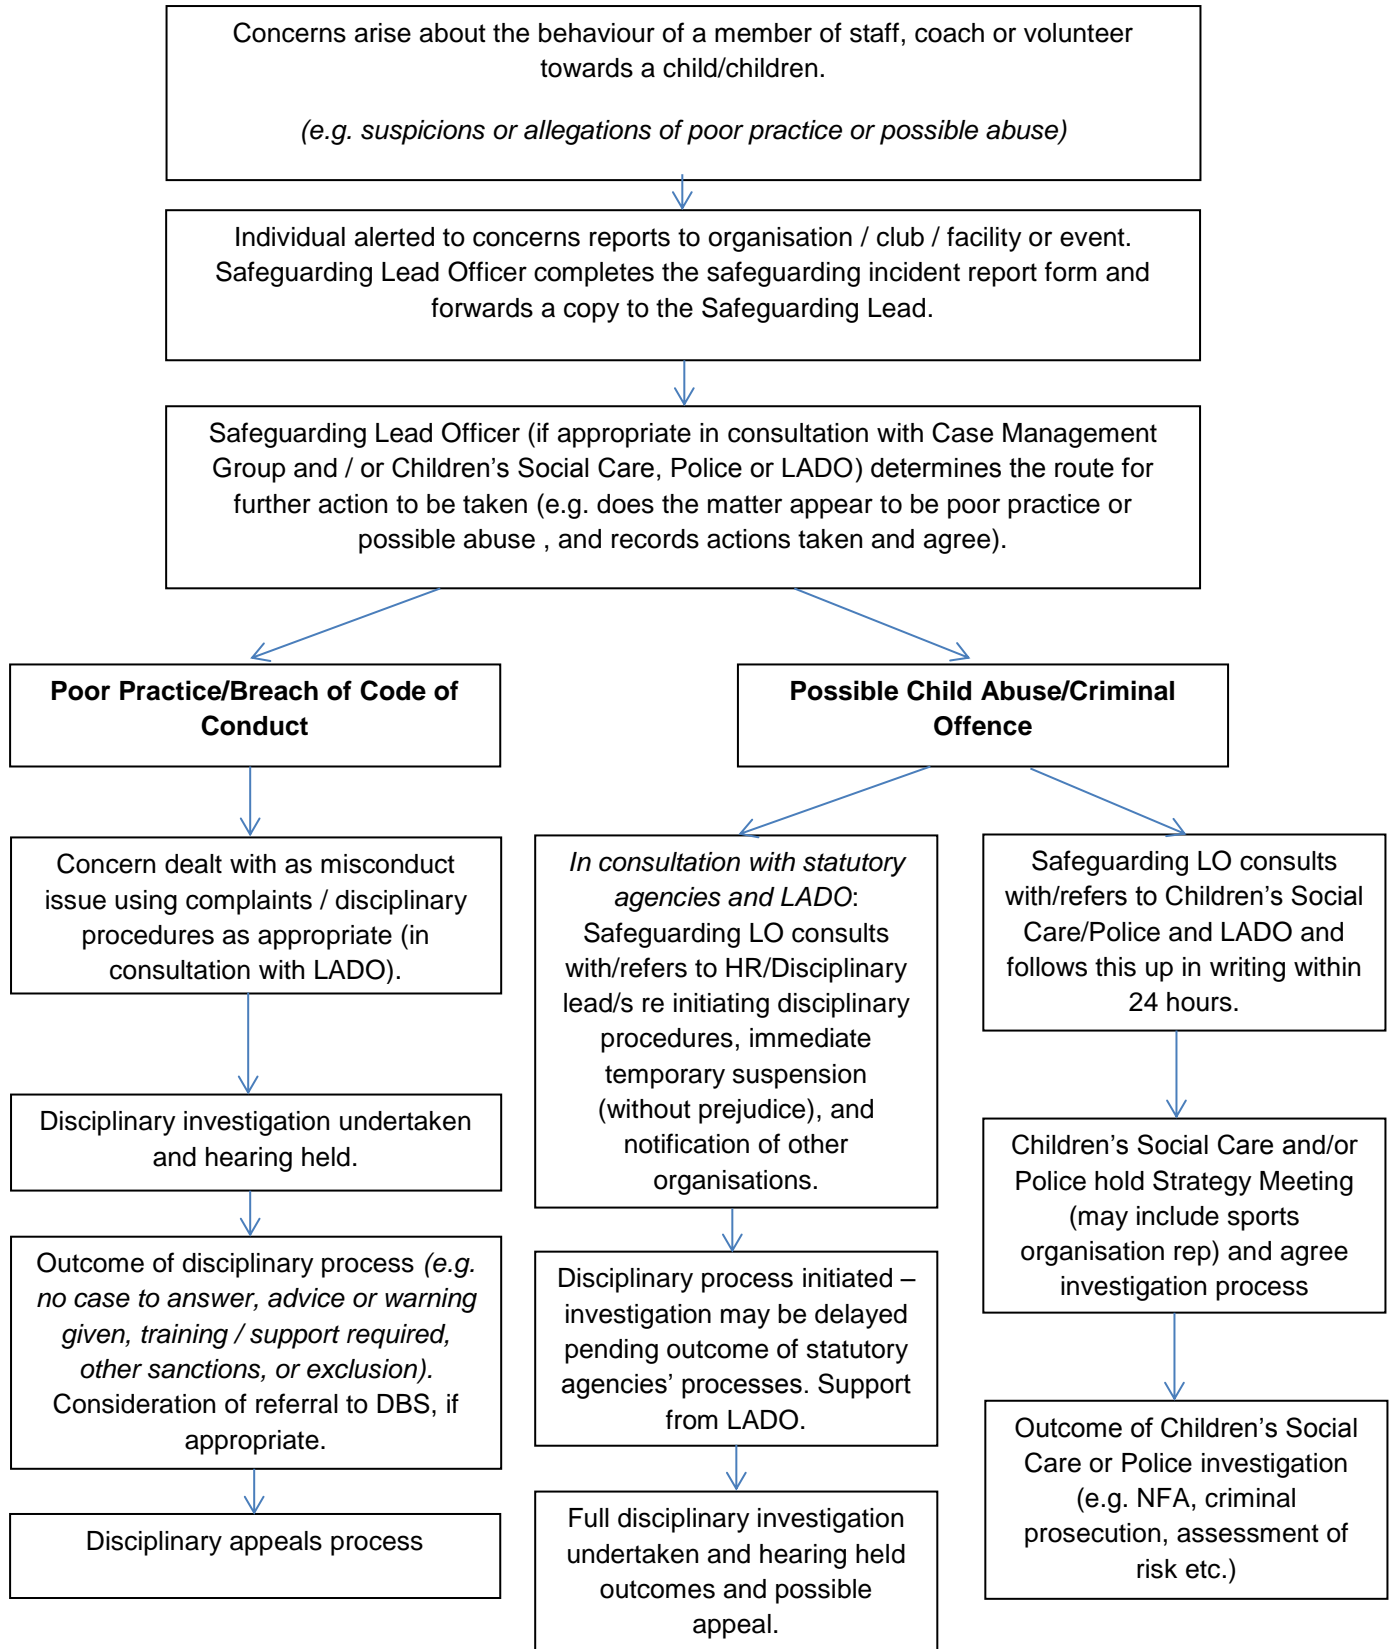 Concerns arise about the behaviour of a member of staff, coach or volunteer
towards a child/children.
(e.g. suspicions or allegations of poor practice or possible abuse)
Individual alerted to concerns reports to organisation / club / facility or event.
Safeguarding Lead Officer completes the safeguarding incident report form and
forwards a copy to the Safeguarding Lead.
Safeguarding Lead Officer (if appropriate in consultation with Case Management
Group and / or Children’s Social Care, Police or LADO) determines the route for
further action to be taken (e.g. does the matter appear to be poor practice or
possible abuse , and records actions taken and agree).
Poor Practice/Breach of Code of
Conduct
Possible Child Abuse/Criminal
Offence
Concern dealt with as misconduct
issue using complaints / disciplinary
procedures as appropriate (in
consultation with LADO).
Disciplinary investigation undertaken
and hearing held.
Outcome of disciplinary process (e.g.
no case to answer, advice or warning
given, training / support required,
other sanctions, or exclusion).
Consideration of referral to DBS, if
appropriate.
Disciplinary appeals process
In consultation with statutory
agencies and LADO:
Safeguarding LO consults
with/refers to HR/Disciplinary
lead/s re initiating disciplinary
procedures, immediate
temporary suspension
(without prejudice), and
notification of other
organisations.
Disciplinary process initiated –
investigation may be delayed
pending outcome of statutory
agencies’ processes. Support
from LADO.
Full disciplinary investigation
undertaken and hearing held
outcomes and possible
appeal.
Safeguarding LO consults
with/refers to Children’s Social
Care/Police and LADO and
follows this up in writing within
24 hours.
Children’s Social Care and/or
Police hold Strategy Meeting
(may include sports
organisation rep) and agree
investigation process
Outcome of Children’s Social
Care or Police investigation
(e.g. NFA, criminal
prosecution, assessment of
risk etc.)